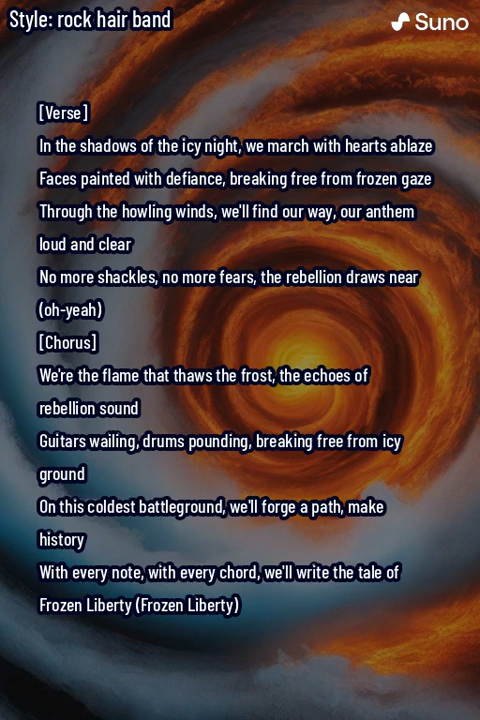 Style: rock hair band
Suno
[Verse]
In the shadows of the icy night, we march with hearts ablaze
Faces painted with defiance, breaking free from frozen gaze
Through the howling winds, we'll find our way, our anthem
loud and clear
No more shackles, no more fears, the rebellion draws near
(oh-yeah)
[Chorus]
We're the flame that thaws the frost, the echoes of
rebellion sound
Guitars wailing, drums pounding, breaking free from icy
ground
On this coldest battleground, we'll forge a path, make
history
With every note, with every chord, we'll write the tale of
Frozen Liberty (Frozen Liberty)